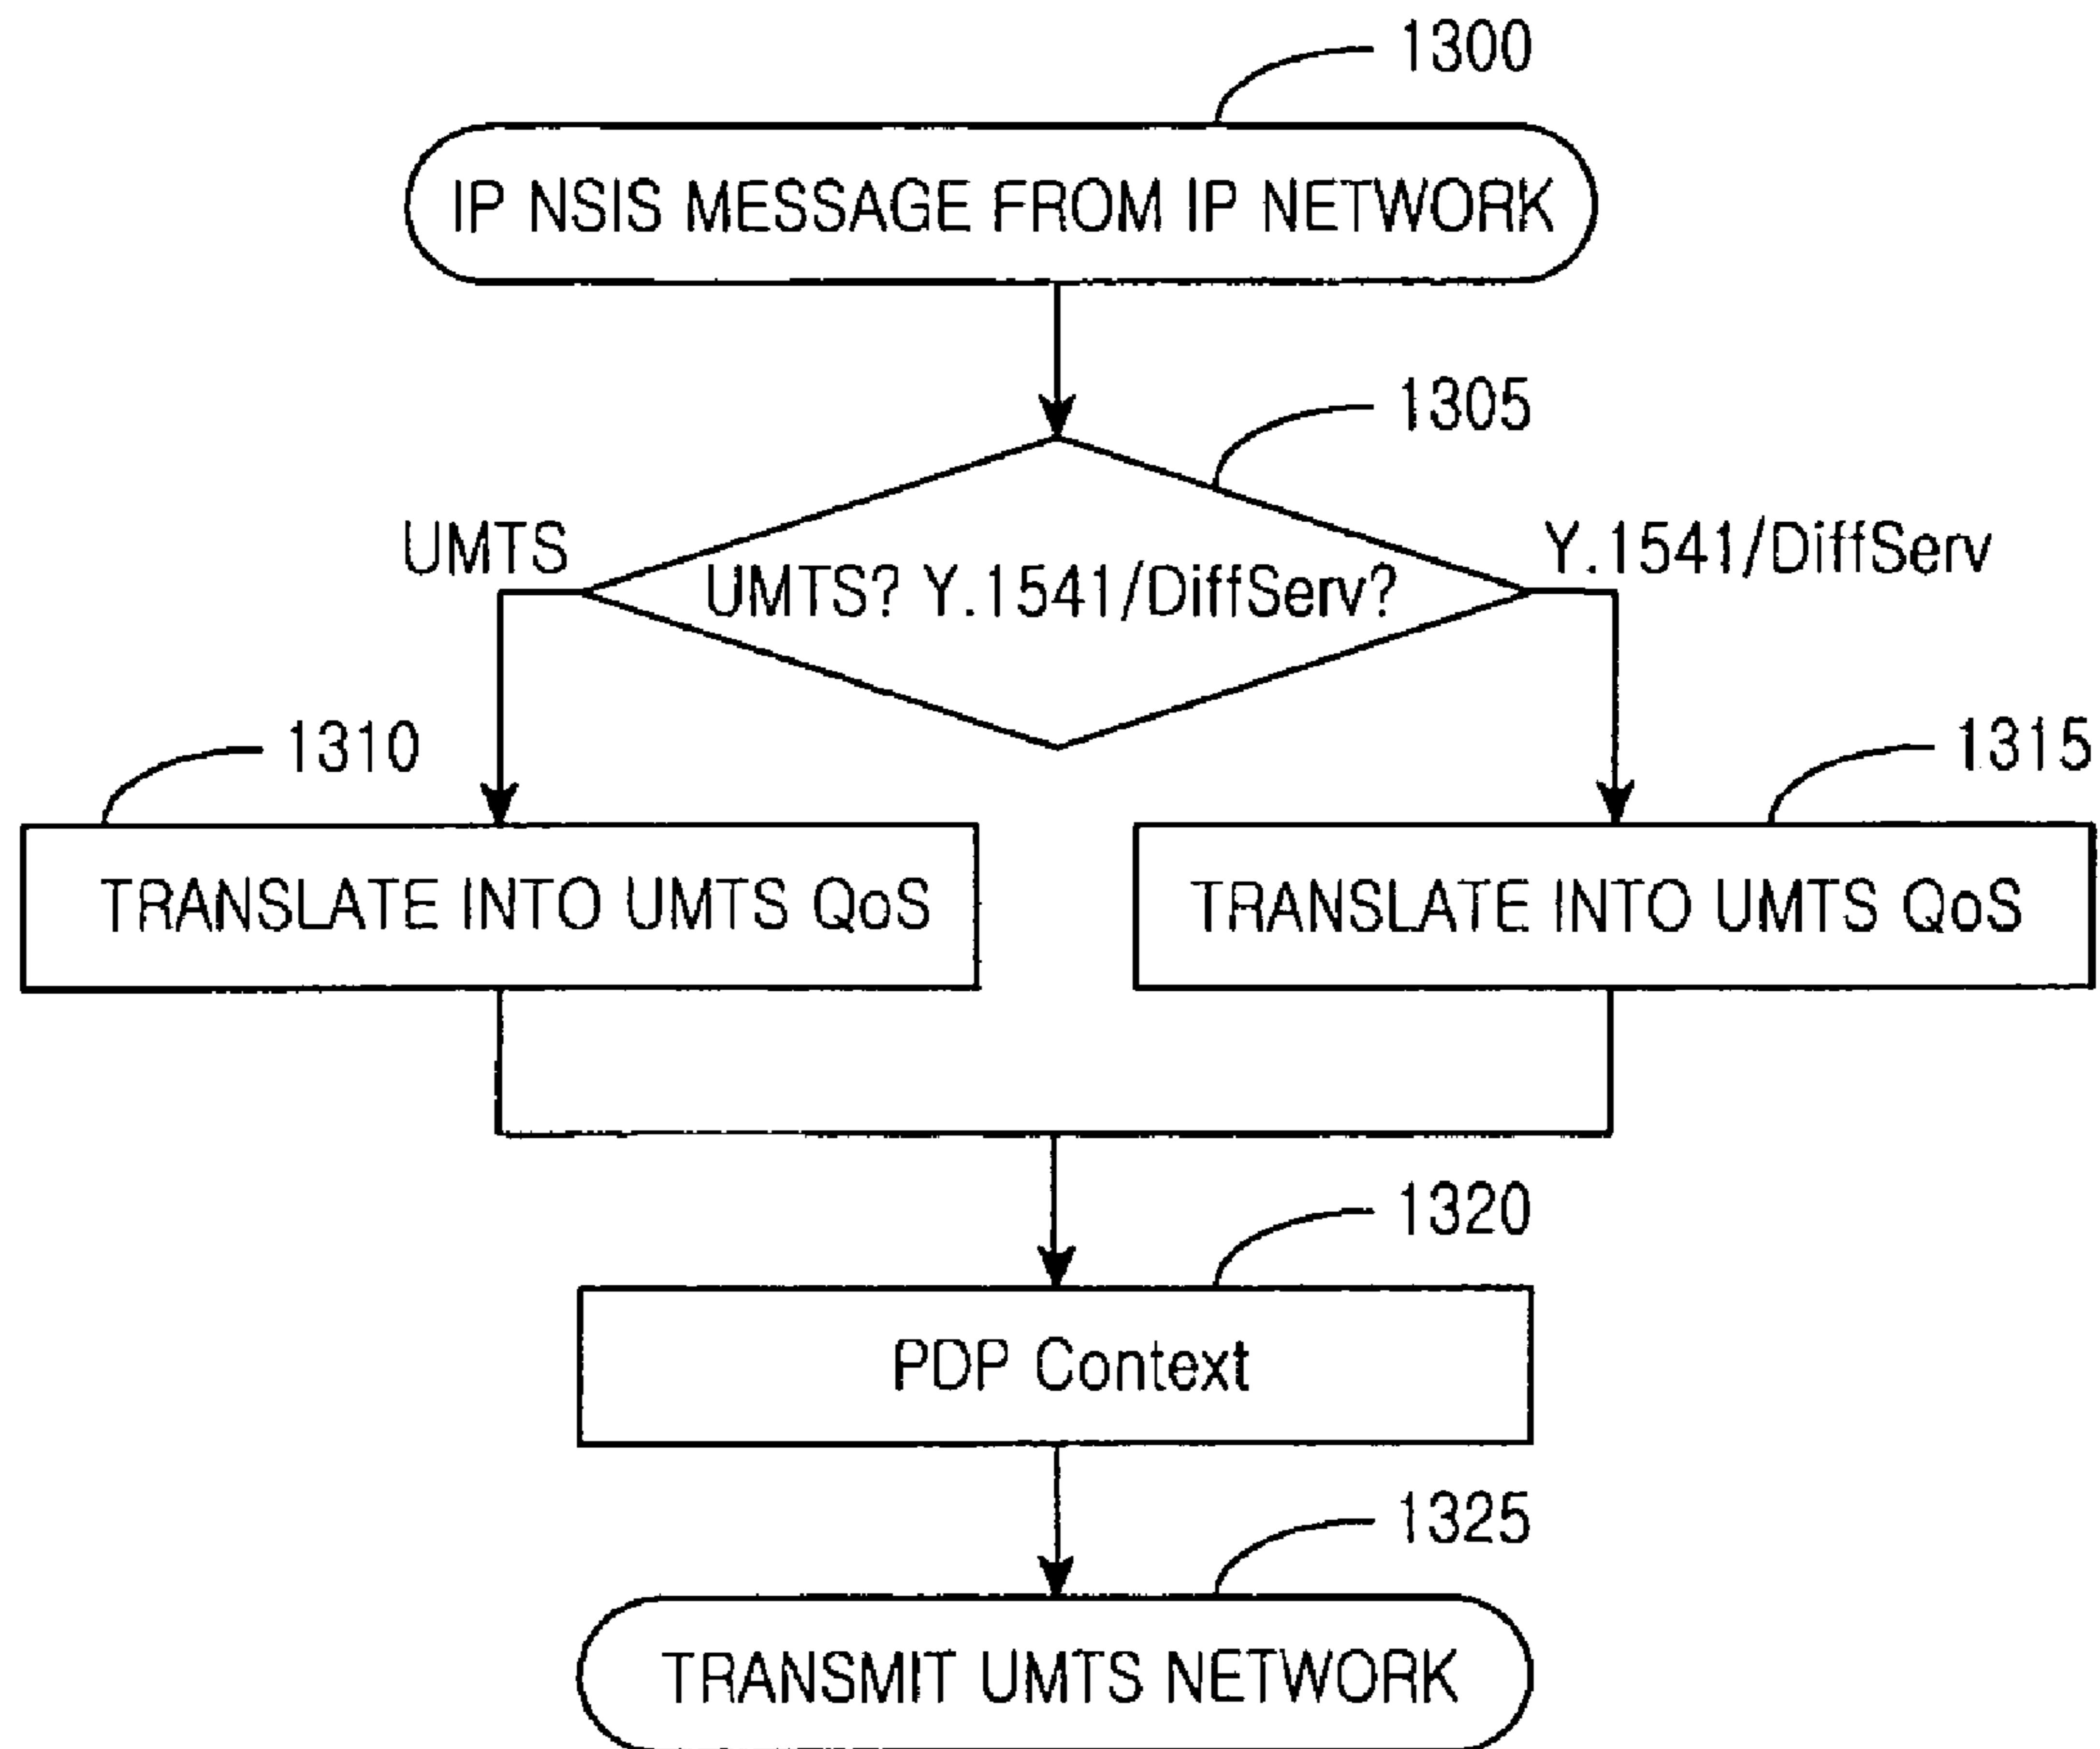 1300
IP NSIS MESSAGE FROM IP NETWORK
1305
UMTS
UMTS? Y.1541/DiffServ?
Y.1541/DiffServ
1310
1315
TRANSLATE INTO UMTS QoS
TRANSLATE INTO UMTS QoS
1320
PDP Context
1325
TRANSMIT UMTS NETWORK